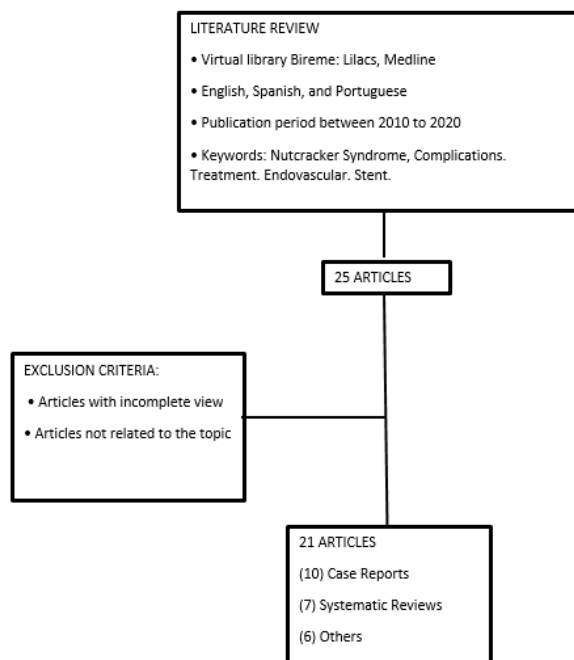 LITERATURE REVIEW
• Virtual library Bireme: Lilacs, Medline
• English, Spanish, and Portuguese
• Publication period between 2010 to 2020
• Keywords: Nutcracker Syndrome, Complications.
Treatment. Endovascular. Stent.
25 ARTICLES
EXCLUSION CRITERIA:
• Articles with incomplete view
• Articles not related to the topic
21 ARTICLES
(10) Case Reports
(7) Systematic Reviews
(6) Others